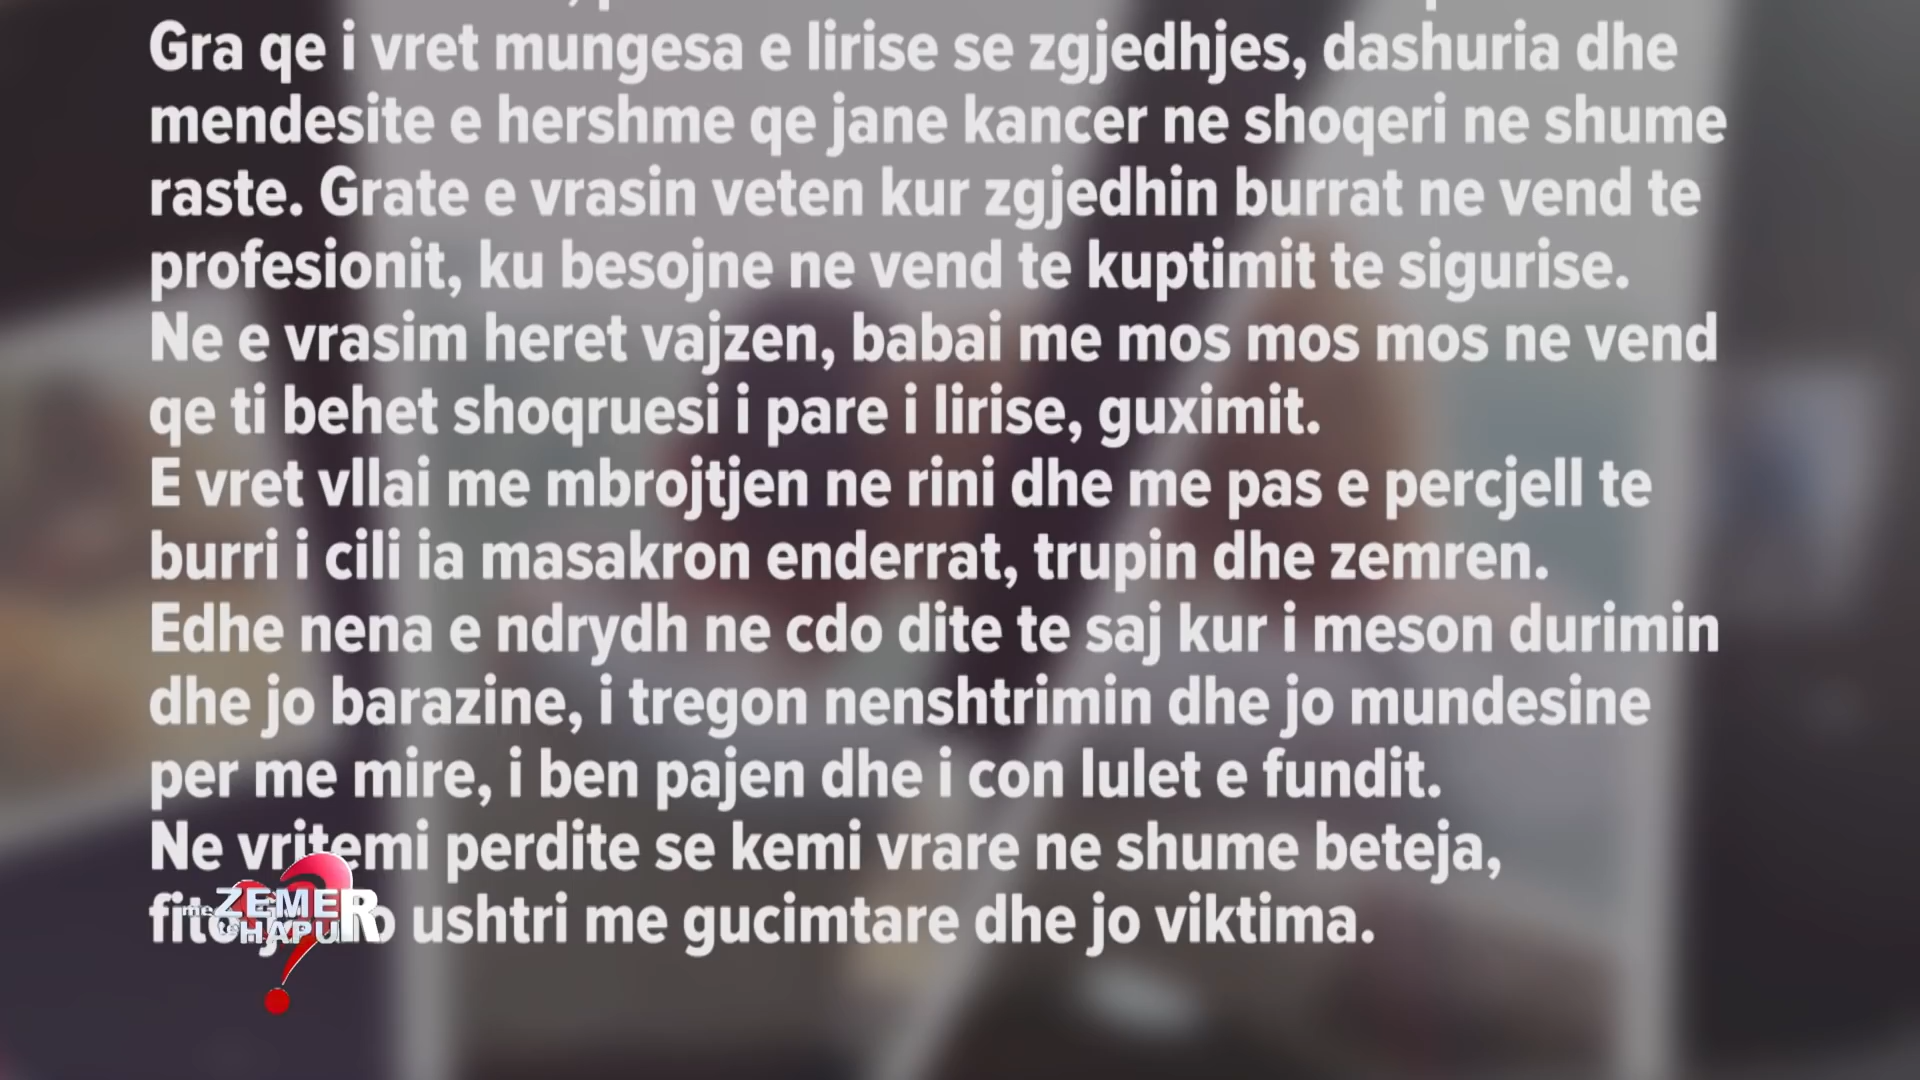 Gra qe i vret mungesa e lirise se zgjedhjes, dashuria dhe
mendesite e hershme qe jane kancer ne shoqeri ne shume
raste. Grate e vrasin veten kur zgjedhin burrat ne vend te
profesionit, ku besojne ne vend te kuptimit te sigurise.
Ne e vrasim heret vajzen, babai me mos mos mos ne vend
qe ti behet shoqruesi i pare i lirise, guximit.
E vret vllai me mbrojtjen ne rini dhe me pas e percjell te
burri i cili ia masakron enderrat, trupin dhe zemren.
Edhe nena e ndrydh ne cdo dite te saj kur i meson durimin
dhe jo barazine, i tregon nenshtrimin dhe jo mundesine
per me mire, i ben pajen dhe i con lulet e fundit.
Ne vritemi perdite se kemi vrare ne shume beteja,
ushtri me gucimtare dhe jo viktima.
me ZEMER
te HAPUR